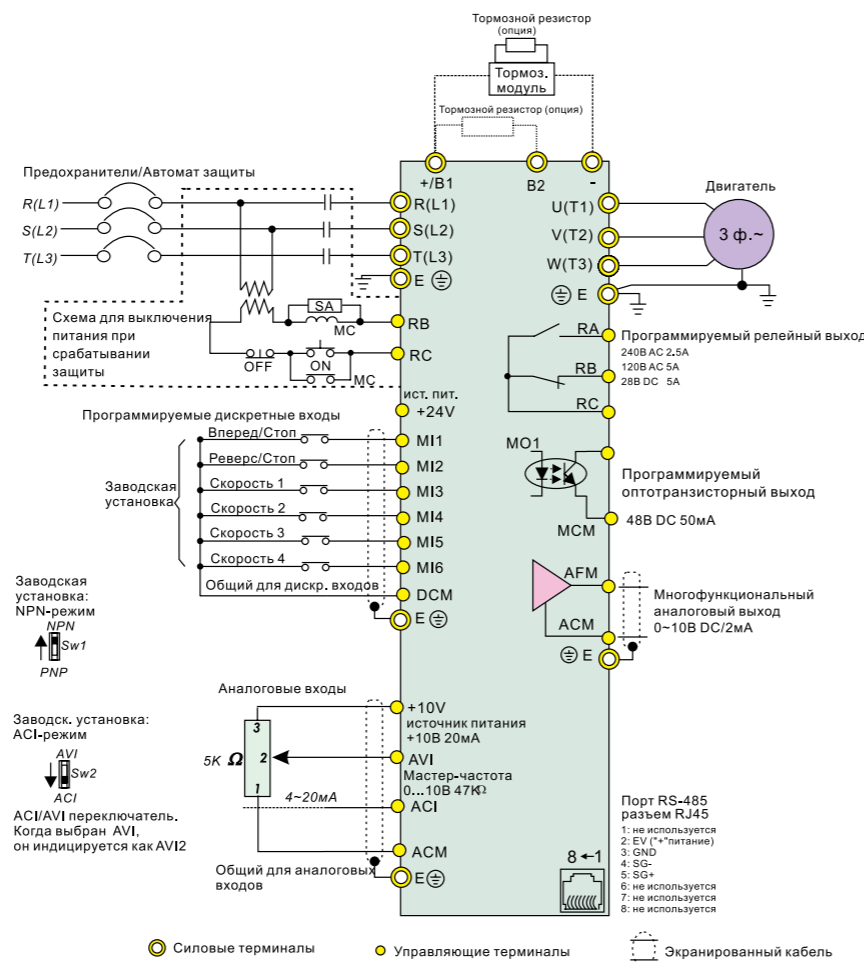 Тормозной резистор
(опция)
Тормоз.
модуль
Тормозной резистор (опция)
+/B1
B2
-
Предохранители/Автомат защиты
R(L1)
S(L2)
T(L3)
R(L1)
S(L2)
T(L3)
E
U(T1)
V(T2)
W(T3)
E
Двигатель
3 ф.~
Схема для выключения
питания при
срабатывании
защиты
SA
MC
OFF
ON
MC
RB
RC
RA
RB
RC
Программируемый релейный выход
240В AC 2.5A
120В AC 5A
28В DC 5A
ист. пит.
+24V
Программируемые дискретные входы
Вперед/Стоп
Реверс/Стоп
Скорость 1
Скорость 2
Скорость 3
Скорость 4
Общий для дискр. входов
Заводская
установка
MI1
MI2
MI3
MI4
MI5
MI6
DCM
E
MO1
MCM
Программируемый
оптотранзисторный выход
48В DC 50мА
AFM
ACM
E
Многофункциональный
аналоговый выход
0~10В DC/2мА
Заводская
установка:
NPN-режим
NPN
Sw1
PNP
Заводск. установка:
ACI-режим
AVI
Sw2
ACI
ACI/AVI переключатель.
Когда выбран AVI,
он индицируется как AVI2
Аналоговые входы
3
2
1
5K Ω
4~20мА
Общий для аналоговых
входов
+10V
источник питания
+10В 20мА
AVI
Мастер-частота
0...10В 47KΩ
ACI
ACM
E
8←1
Порт RS-485
разъем RJ45
1: не используется
2: EV ("+"питание)
3: GND
4: SG-
5: SG+
6: не используется
7: не используется
8: не используется
Силовые терминалы
Управляющие терминалы
Экранированный кабель